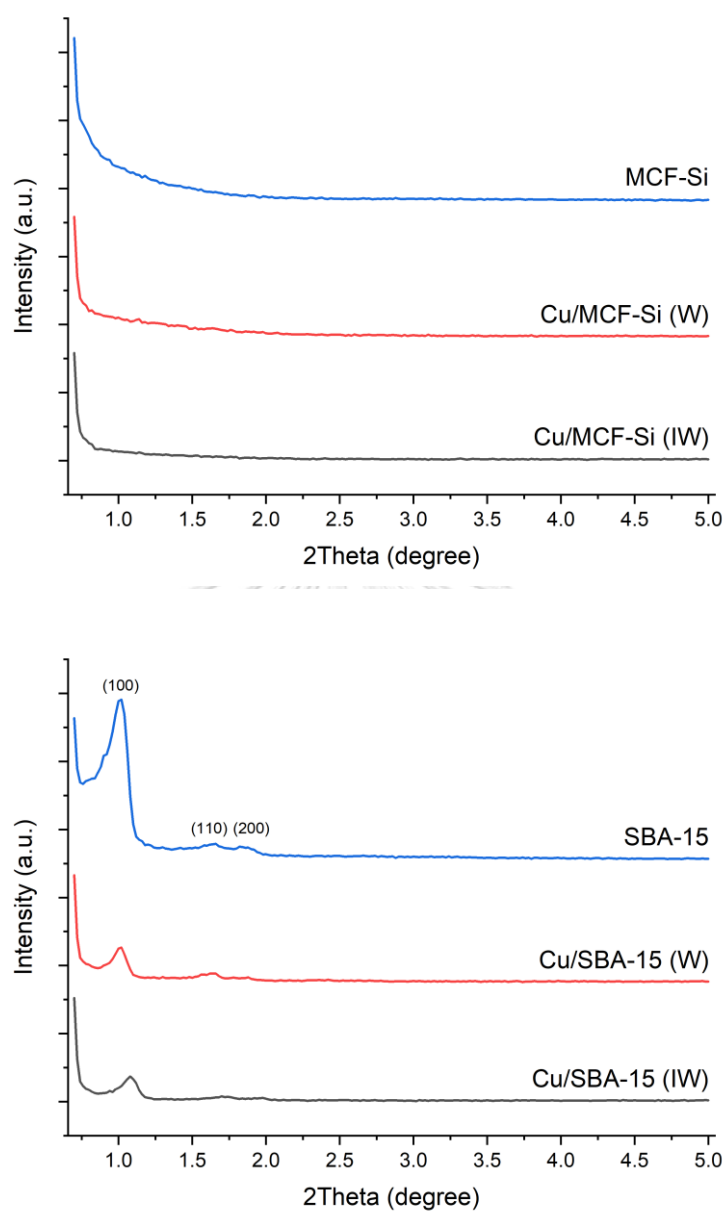 Intensity (a.u.)
MCF-Si
Cu/MCF-Si (W)
Cu/MCF-Si (IW)
1.0 1.5 2.0 2.5 3.0 3.5 4.0 4.5 5.0
2Theta (degree)
Intensity (a.u.)
(100)
(110) (200)
SBA-15
Cu/SBA-15 (W)
Cu/SBA-15 (IW)
1.0 1.5 2.0 2.5 3.0 3.5 4.0 4.5 5.0
2Theta (degree)